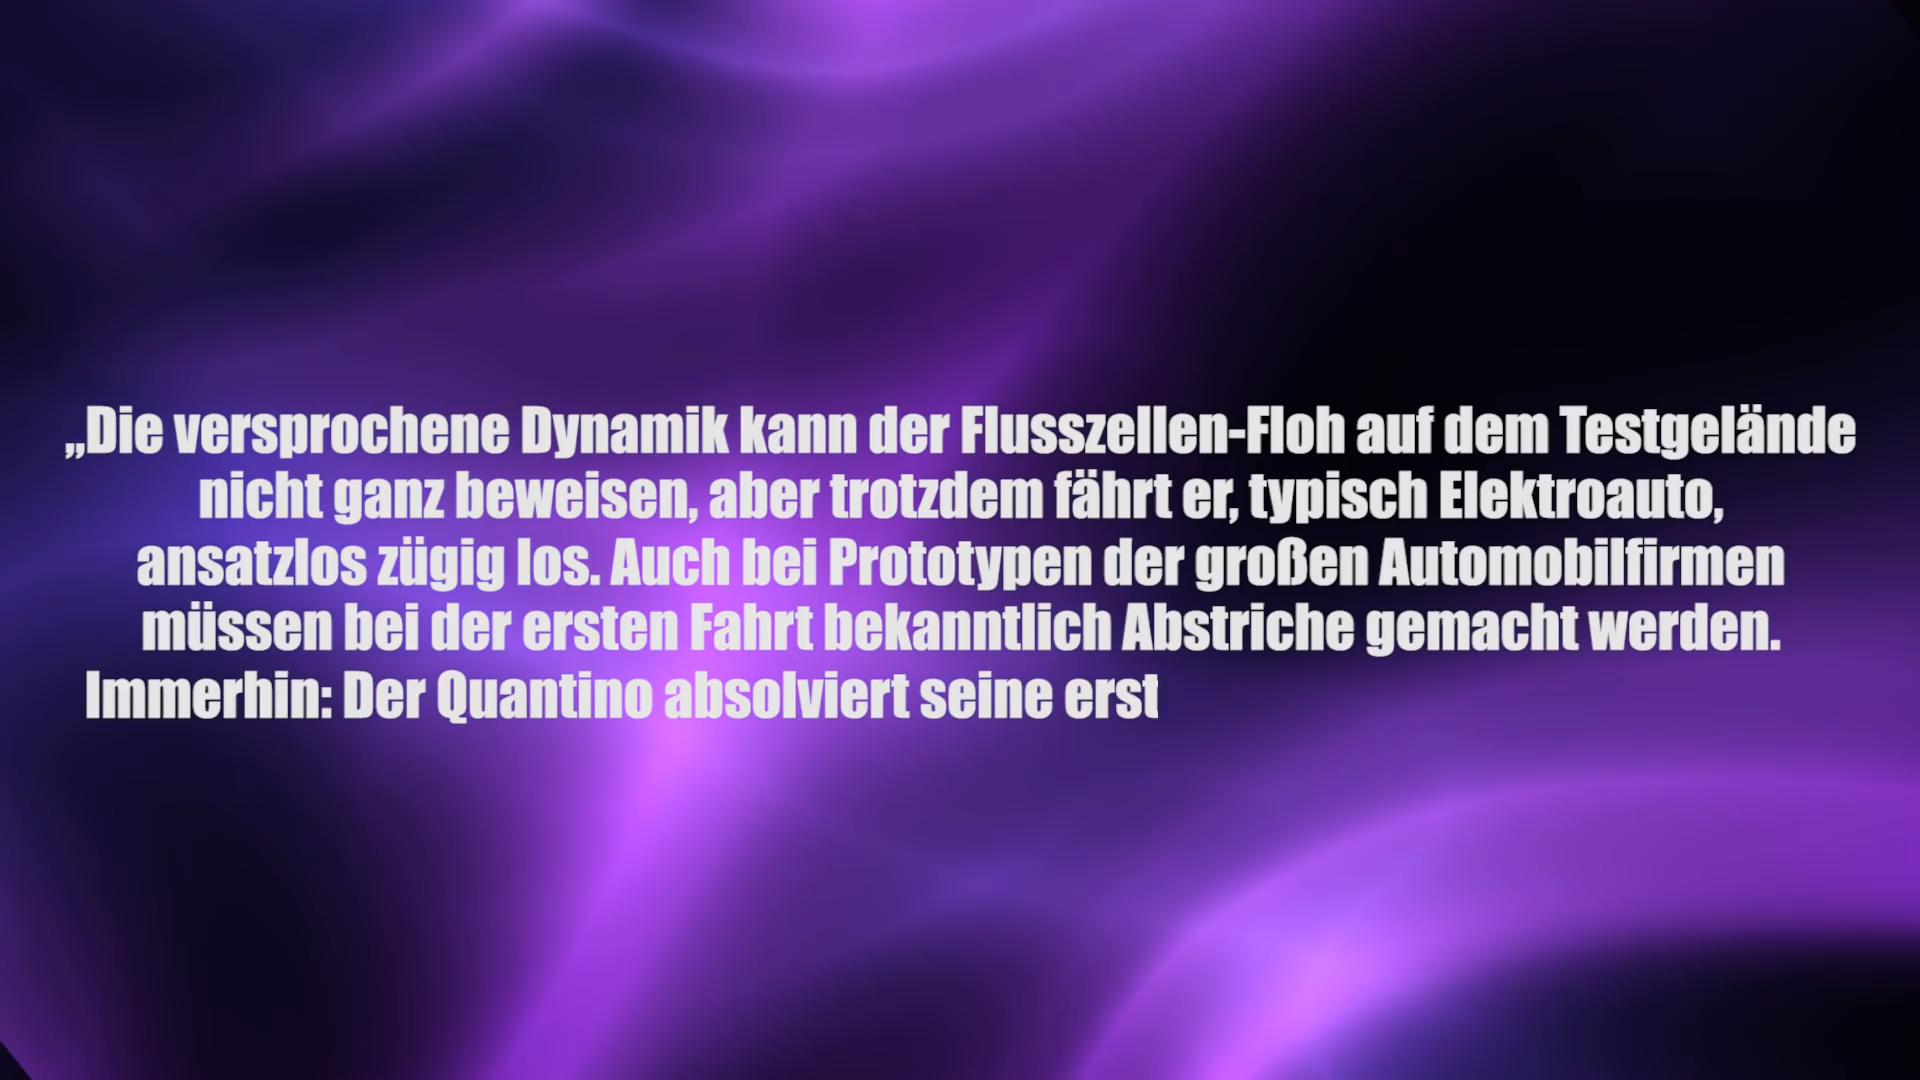 „Die versprochene Dynamik kann der Flusszellen-Floh auf dem Testgelände
nicht ganz beweisen, aber trotzdem fährt er, typisch Elektroauto,
ansatzlos zügig los. Auch bei Prototypen der großen Automobilfirmen
müssen bei der ersten Fahrt bekanntlich Abstriche gemacht werden.
Immerhin: Der Quantino absolviert seine erst